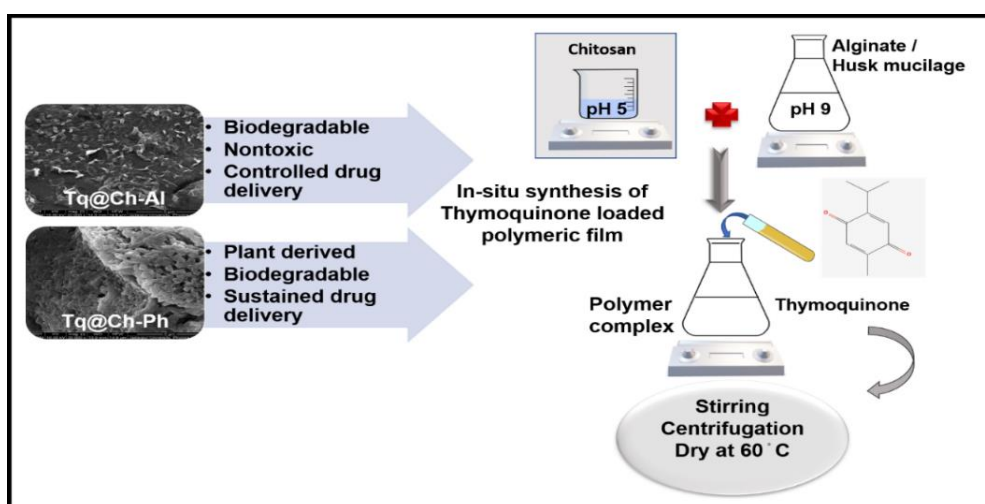 Tq@Ch-Al
• Biodegradable
• Nontoxic
• Controlled drug
delivery
Tq@Ch-Ph
• Plant derived
• Biodegradable
• Sustained drug
delivery
In-situ synthesis of
Thymoquinone loaded
polymeric film
Chitosan
pH 5
Alginate /
Husk mucilage
pH 9
Polymer
complex
Thymoquinone
Stirring
Centrifugation
Dry at 60˚C